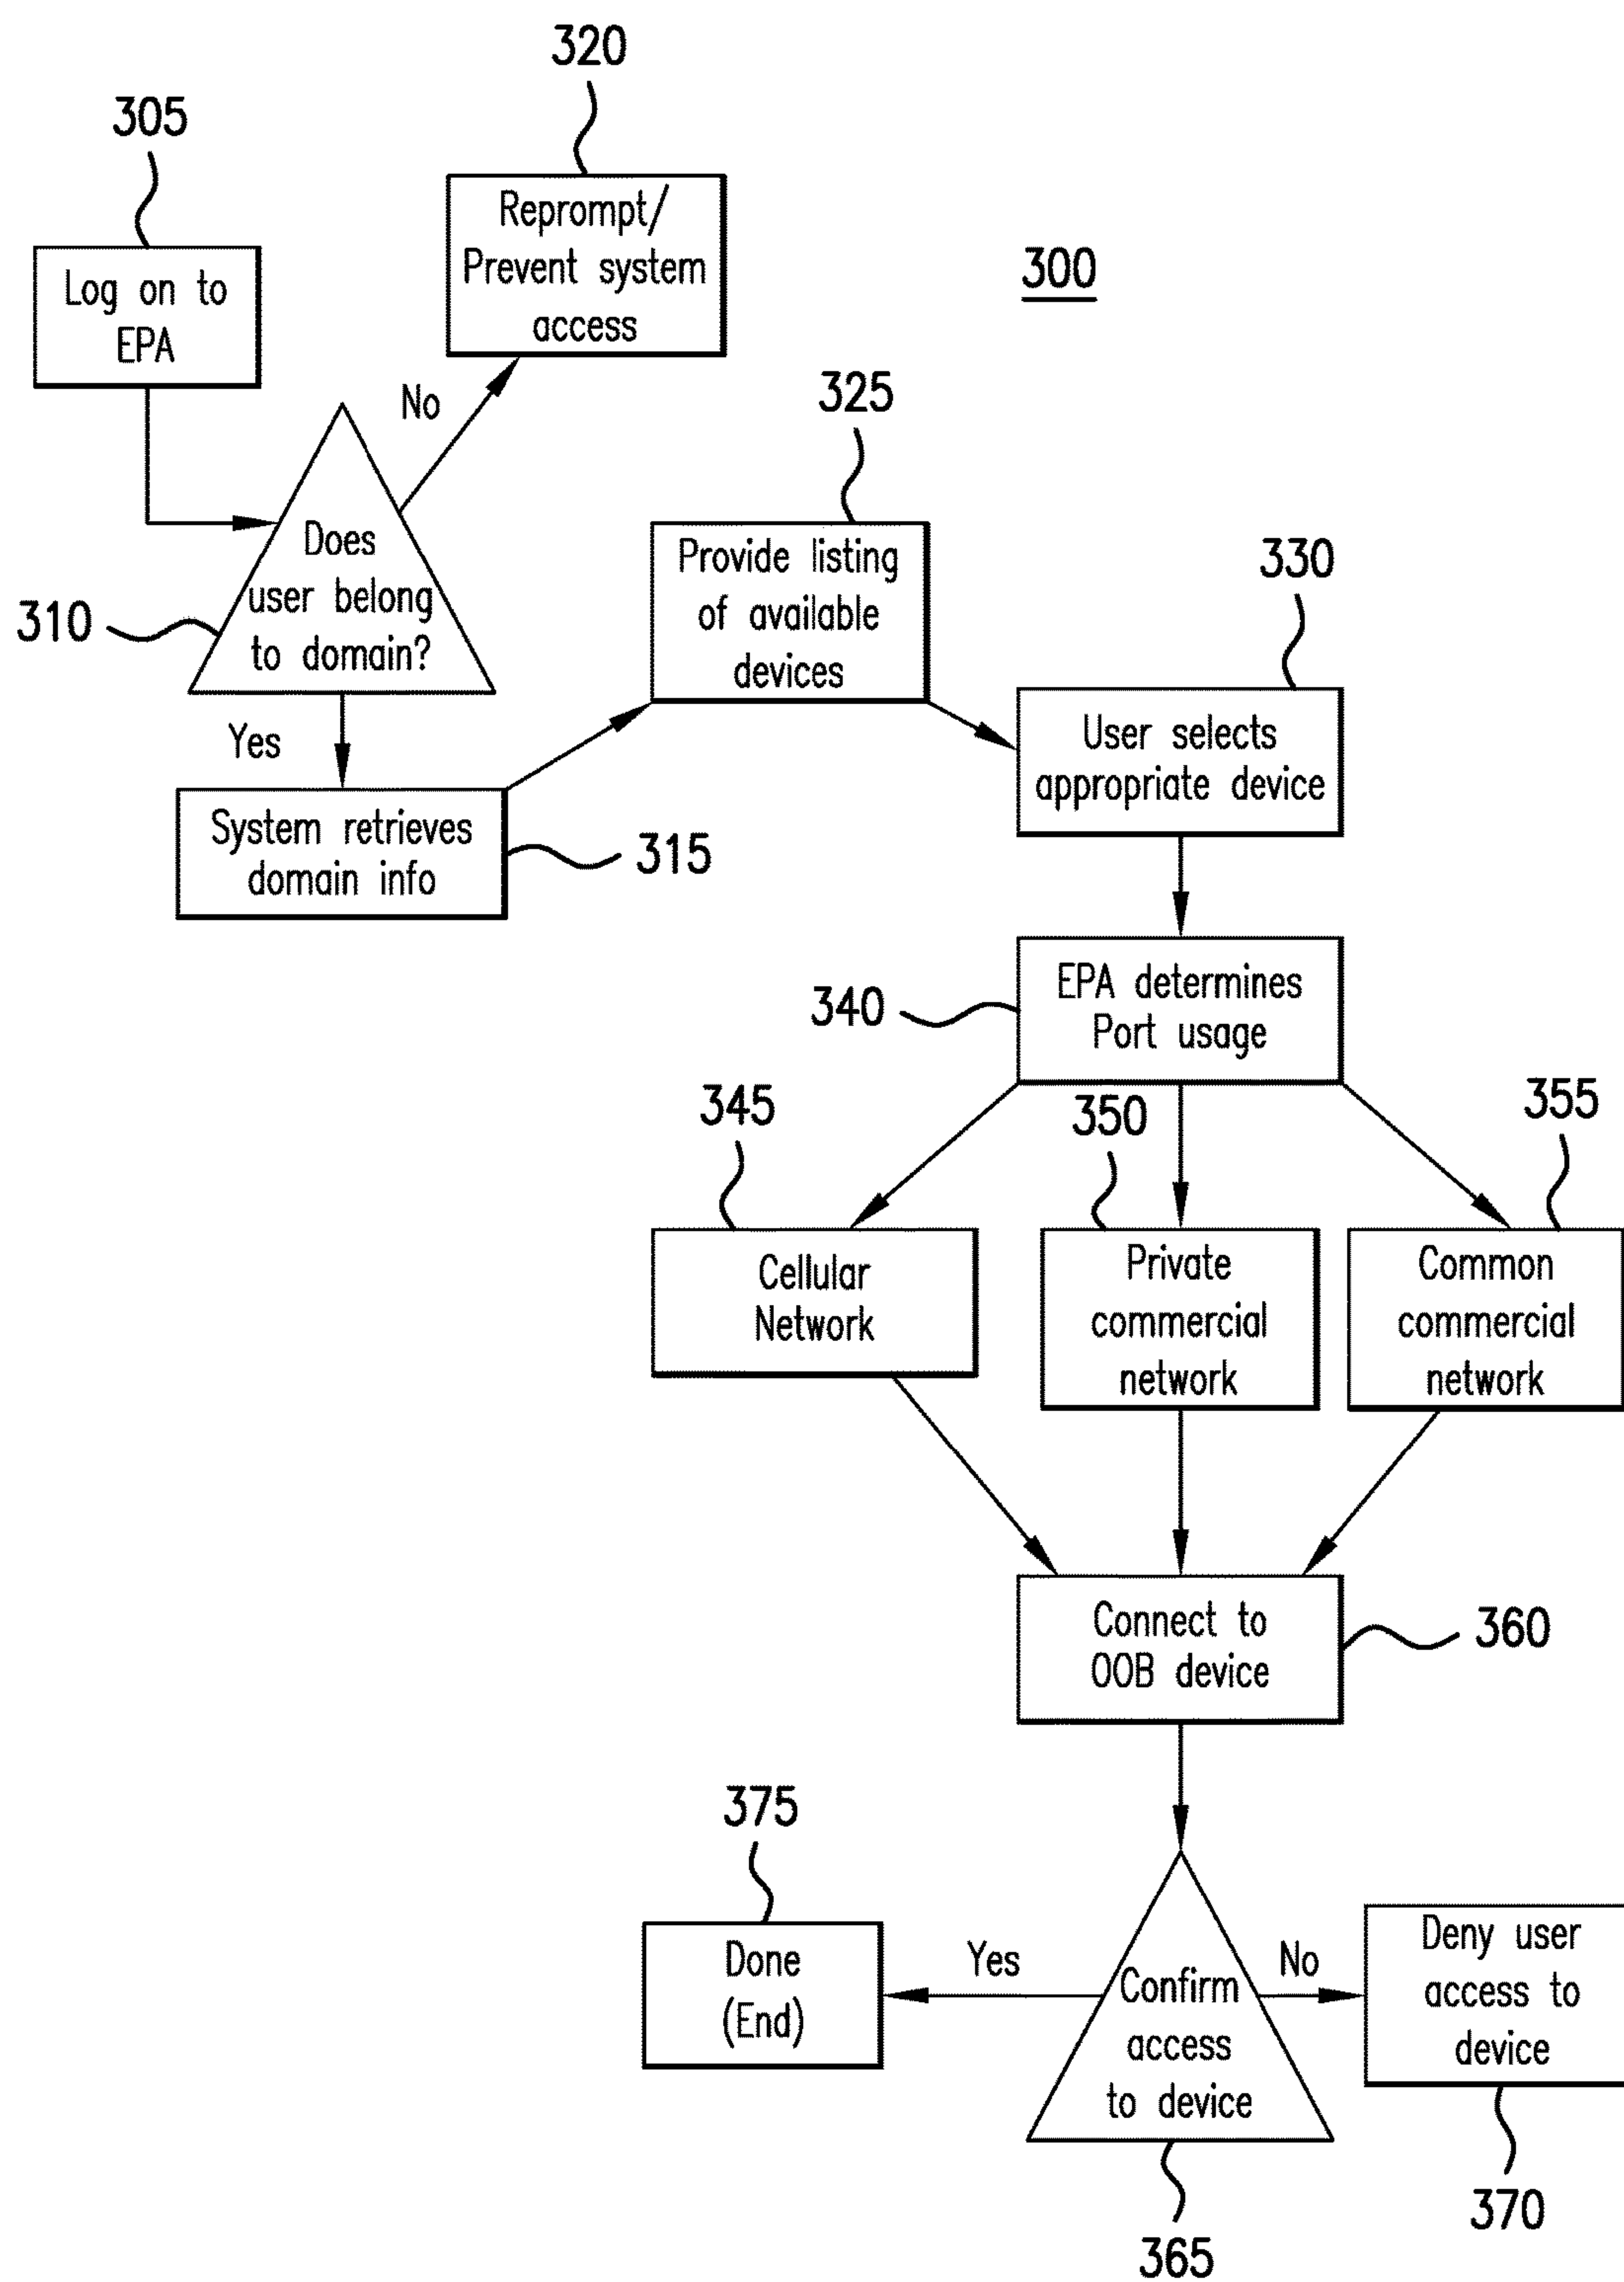 320
305
Reprompt/
Prevent system
access
300
Log on to
EPA
No
325
Does
user belong
to domain?
310
Provide listing
of available
devices
330
Yes
User selects
appropriate device
System retrieves
domain info
315
EPA determines
Port usage
340
345
350
355
Cellular
Network
Private
commercial
network
Common
commercial
network
Connect to
OOB device
360
375
Done
(End)
Yes
Confirm
access
to device
No
Deny user
access to
device
370
365